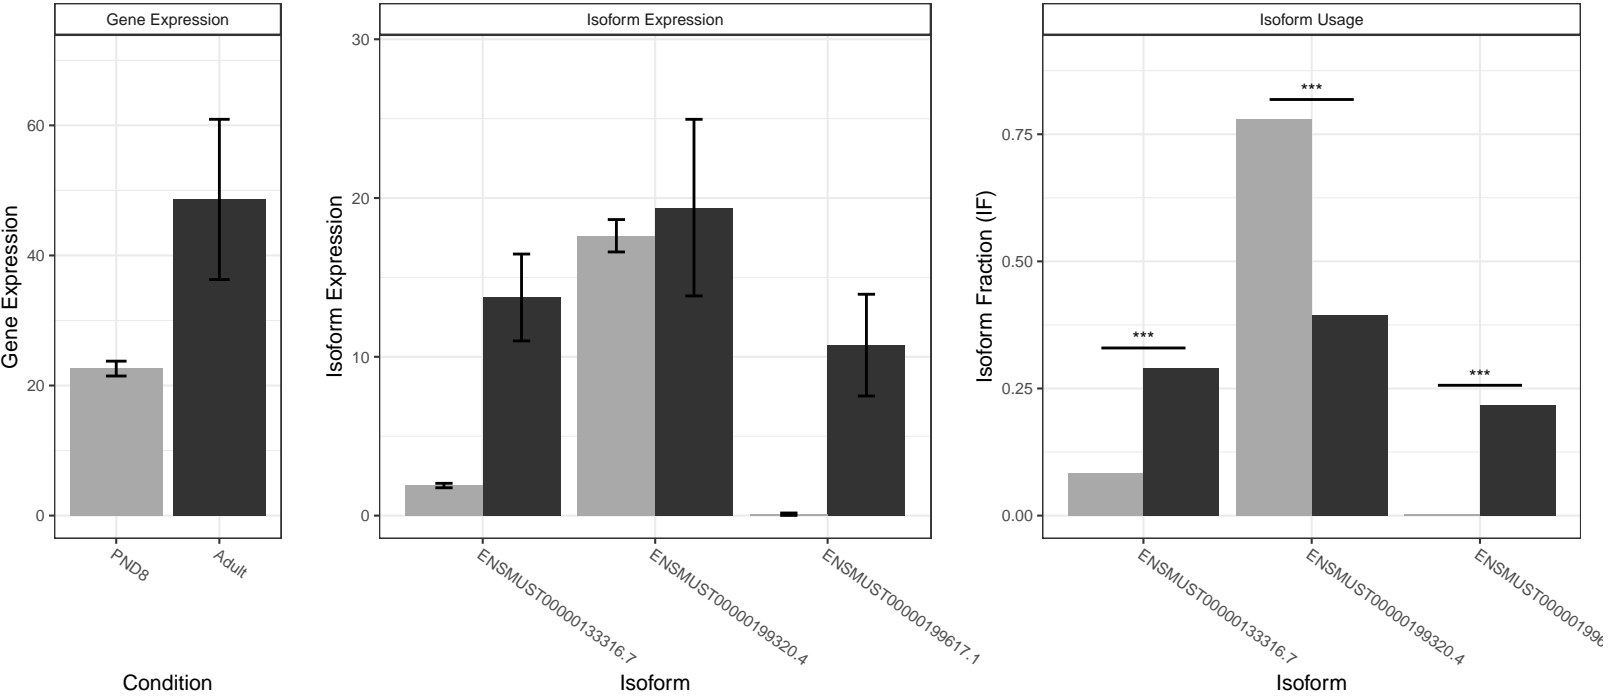 Gene Expression
Isoform Expression
Isoform Usage
Gene Expression
60
40
20
0
PND8
Adult
Condition
Isoform Expression
30
20
10
0
ENSMUST00000133316.7
ENSMUST00000199320.4
ENSMUST00000199617.1
Isoform
Isoform Fraction (IF)
0.75
0.50
0.25
0.00
***
***
***
ENSMUST00000133316.7
ENSMUST00000199320.4
ENSMUST000001996
Isoform